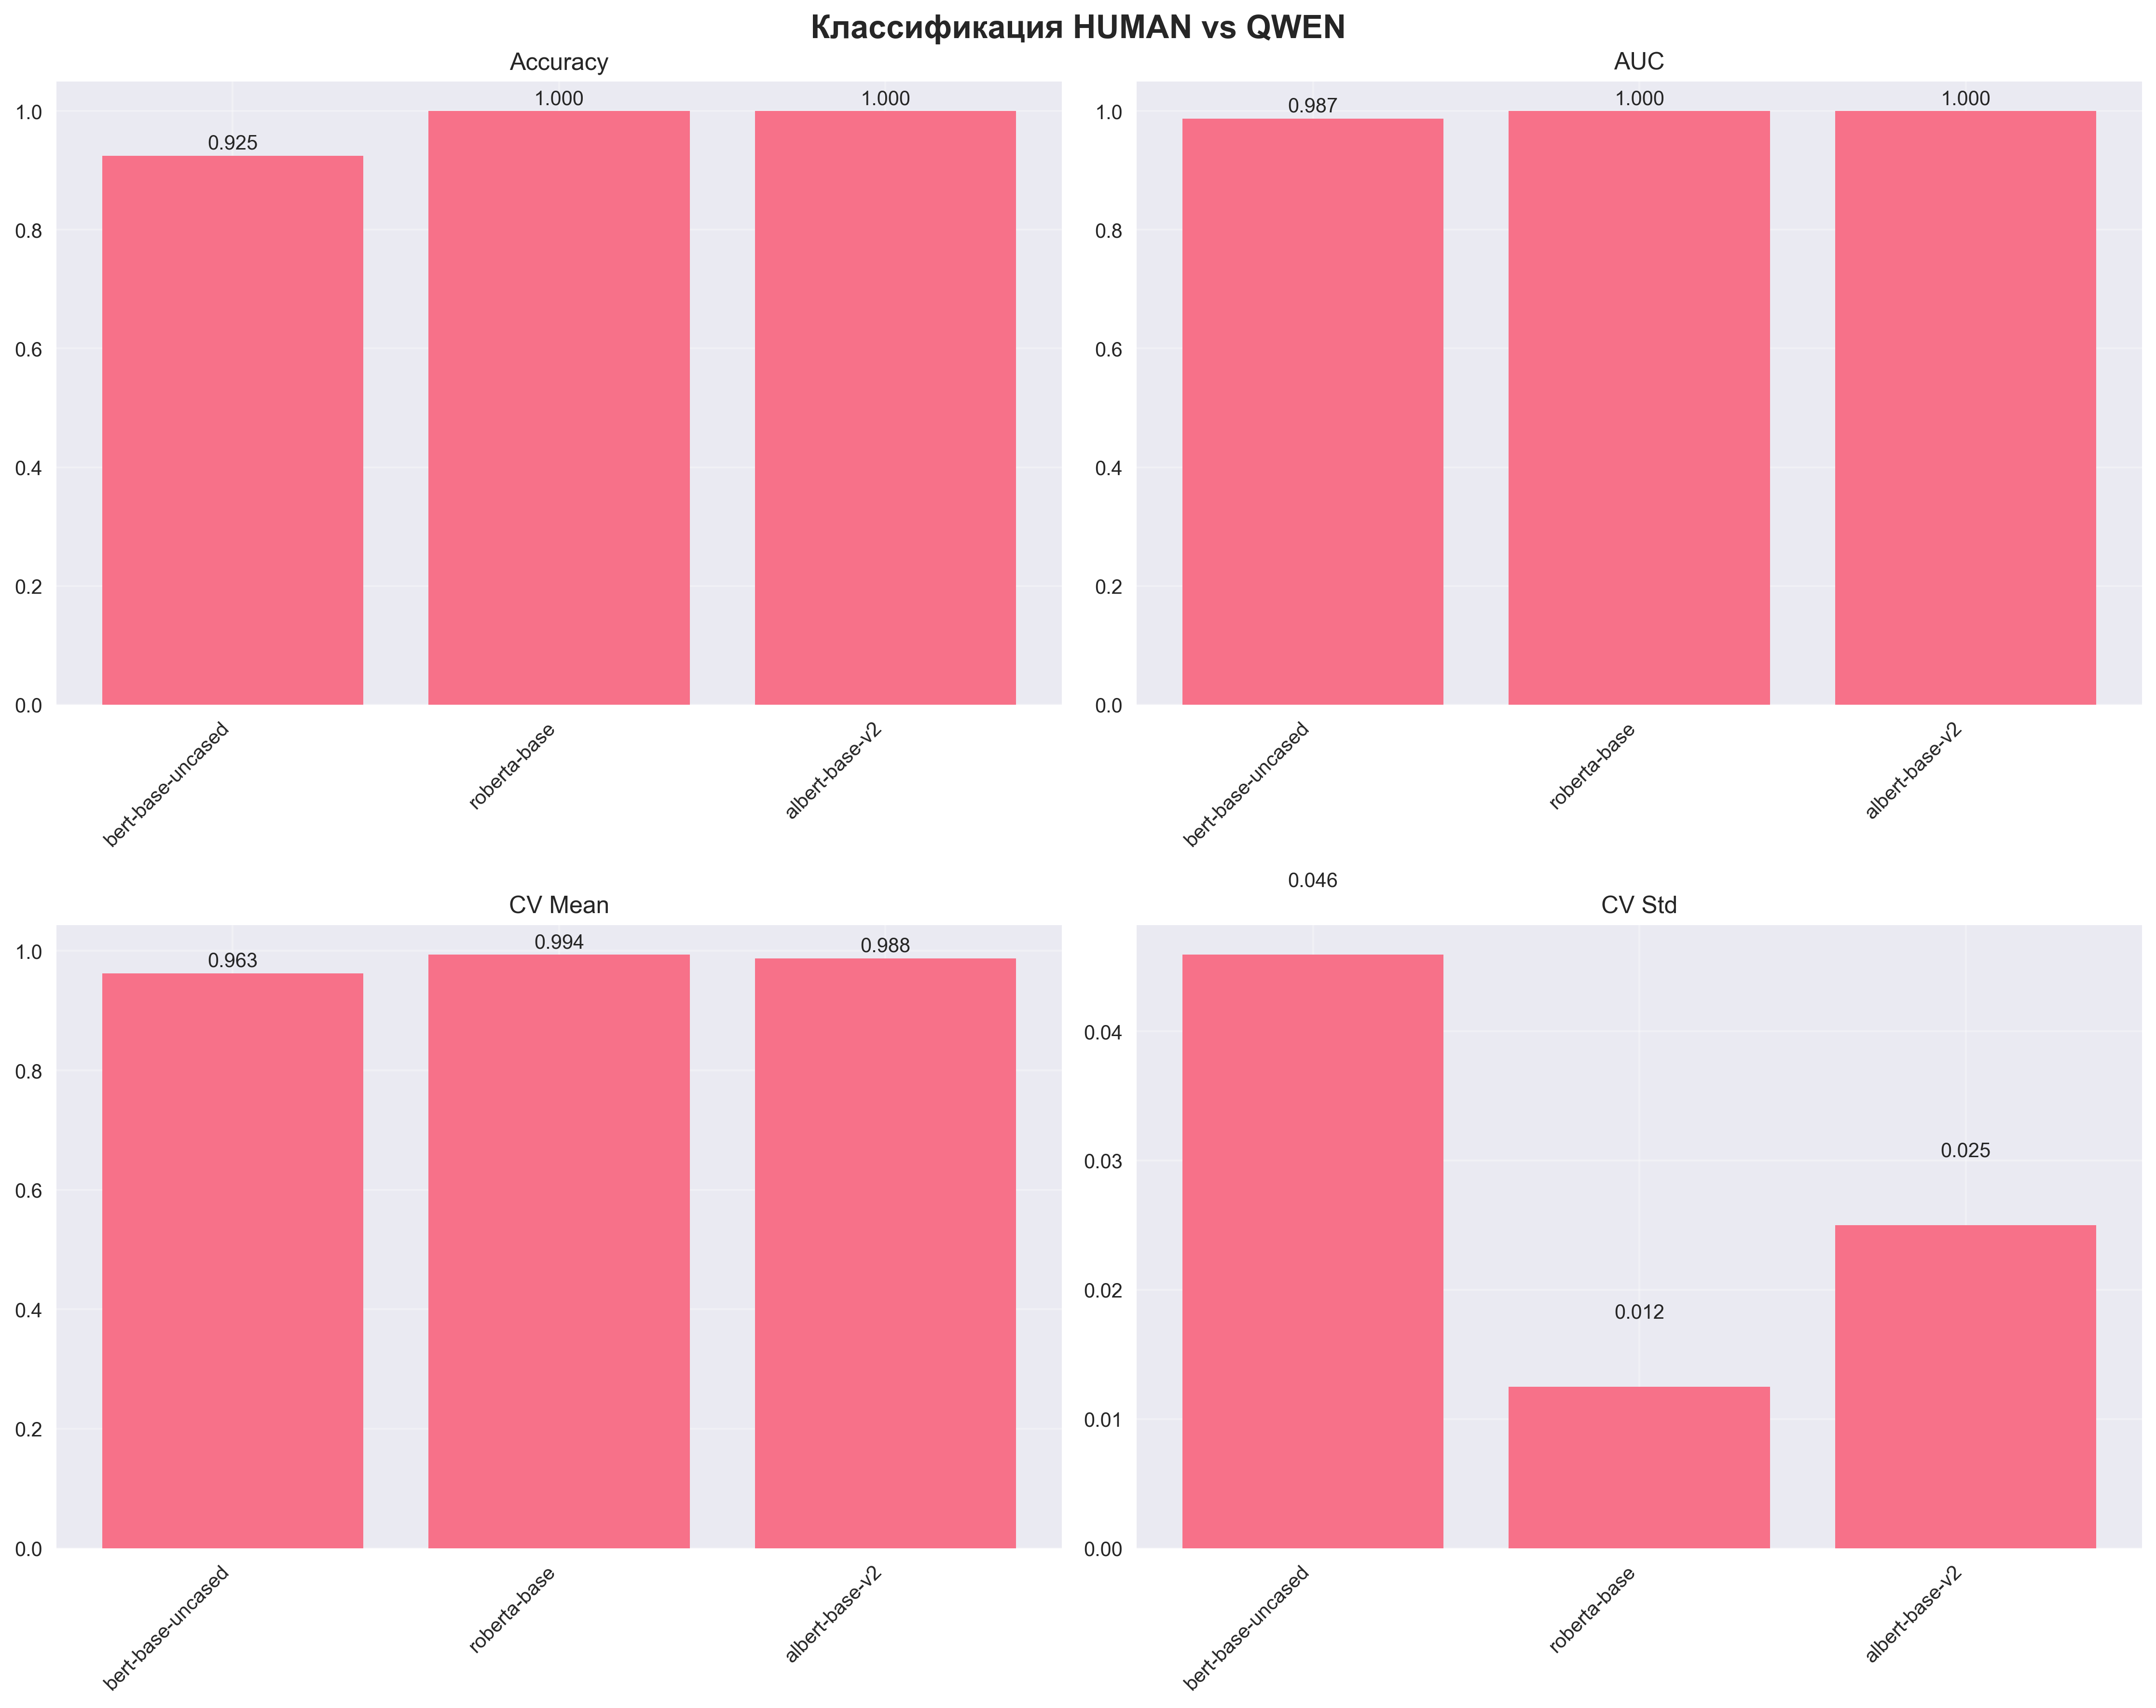 Классификация HUMAN vs QWEN
Accuracy
1.0
0.8
0.6
0.4
0.2
0.0
0.925
1.000
1.000
bert-base-uncased
roberta-base
albert-base-v2
AUC
1.0
0.8
0.6
0.4
0.2
0.0
0.987
1.000
1.000
bert-base-uncased
roberta-base
albert-base-v2
CV Mean
1.0
0.8
0.6
0.4
0.2
0.0
0.963
0.994
0.988
bert-base-uncased
roberta-base
albert-base-v2
0.046
CV Std
0.04
0.03
0.02
0.01
0.00
0.012
0.025
bert-base-uncased
roberta-base
albert-base-v2